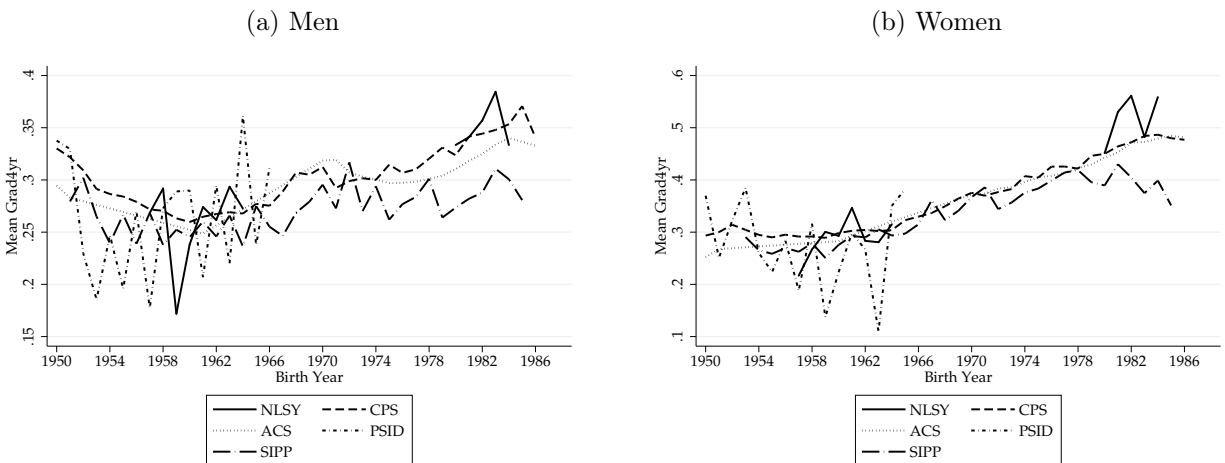 (a) Men
Mean Grad4yr
.4
.35
.3
.25
.2
.15
1950 1954 1958 1962 1966 1970 1974 1978 1982 1986
Birth Year
NLSY CPS
ACS PSID
SIPP
(b) Women
Mean Grad4yr
.6
.5
.4
.3
.2
.1
1950 1954 1958 1962 1966 1970 1974 1978 1982 1986
Birth Year
NLSY CPS
ACS PSID
SIPP